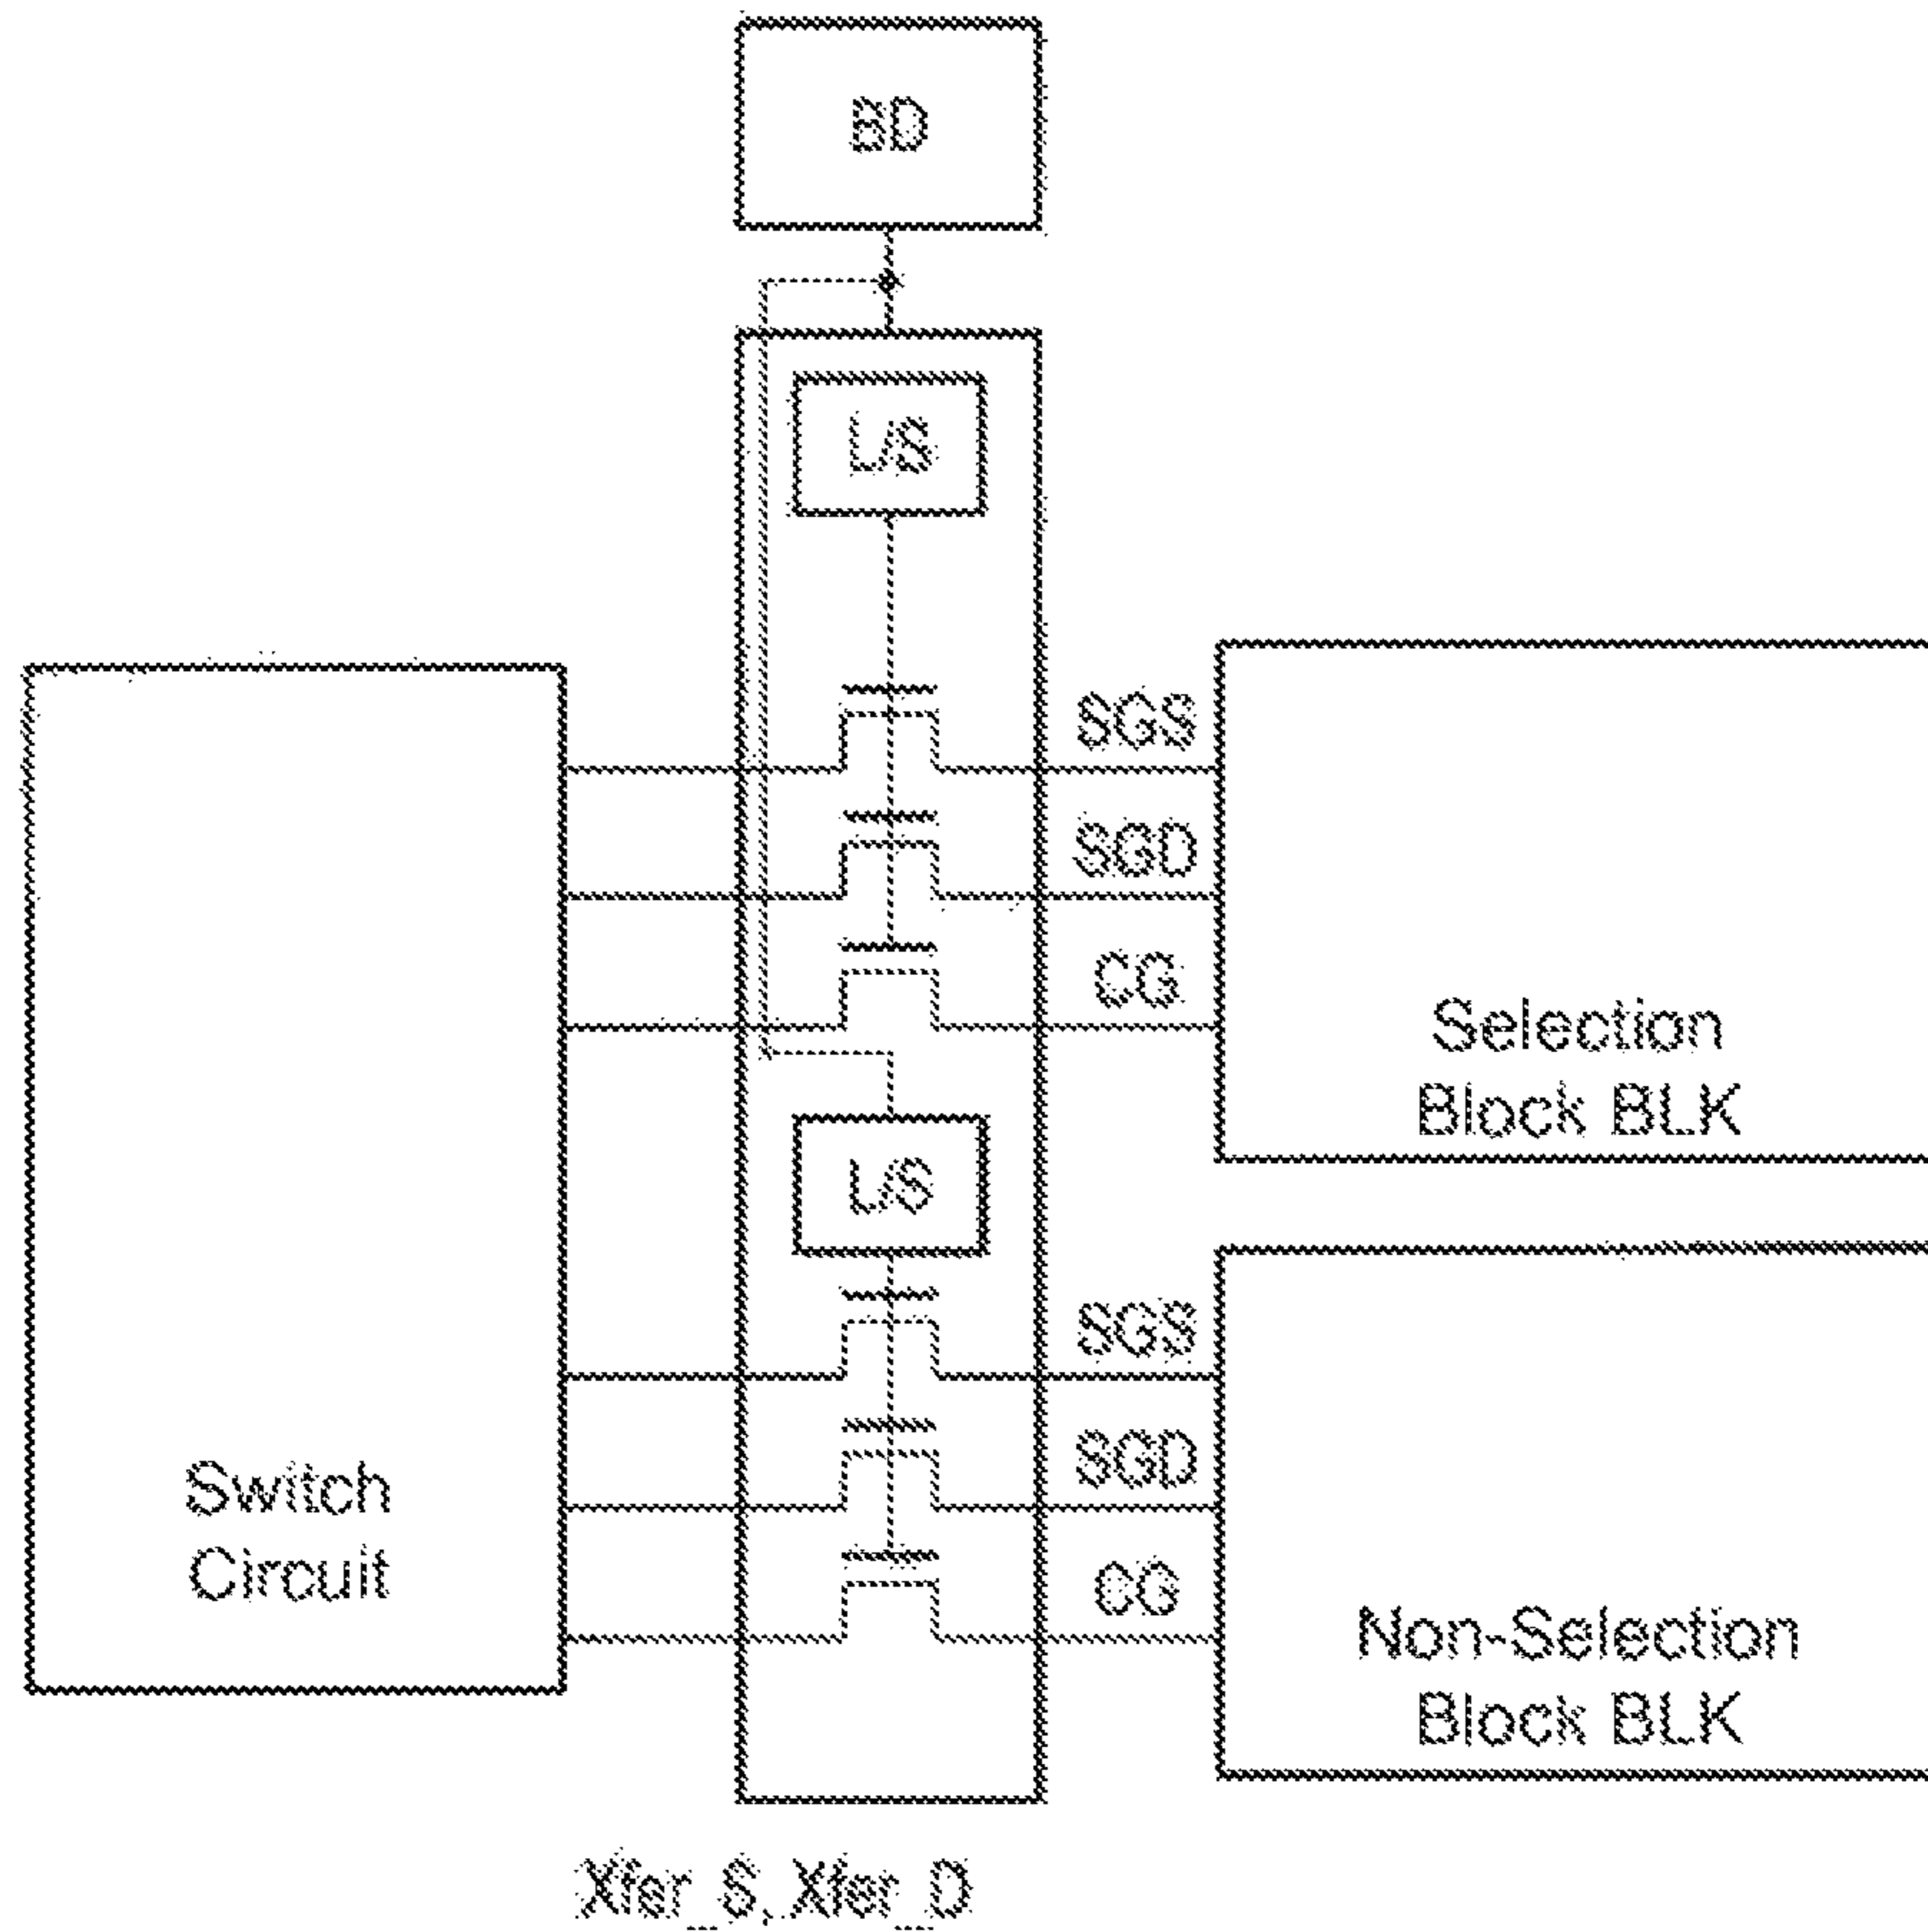 BD
L/S
SGS
SGD
CG
Selection
Block BLK
L/S
SGS
SGD
CG
Switch
Circuit
Non-Selection
Block BLK
Xfer_S, Xfer_D